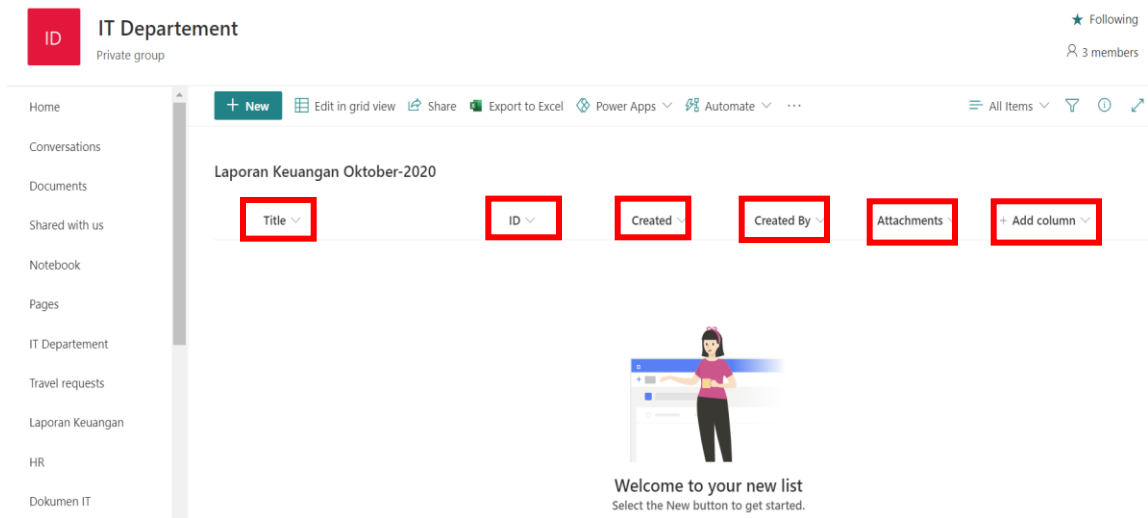 ID
IT Departement
Private group
Following
3 members
Home
Conversations
Documents
Shared with us
Notebook
Pages
IT Departement
Travel requests
Laporan Keuangan
HR
Dokumen IT
+ New
Edit in grid view
Share
Export to Excel
Power Apps
Automate
...
All Items
Laporan Keuangan Oktober-2020
Title
ID
Created
Created By
Attachments
+ Add column
Welcome to your new list
Select the New button to get started.